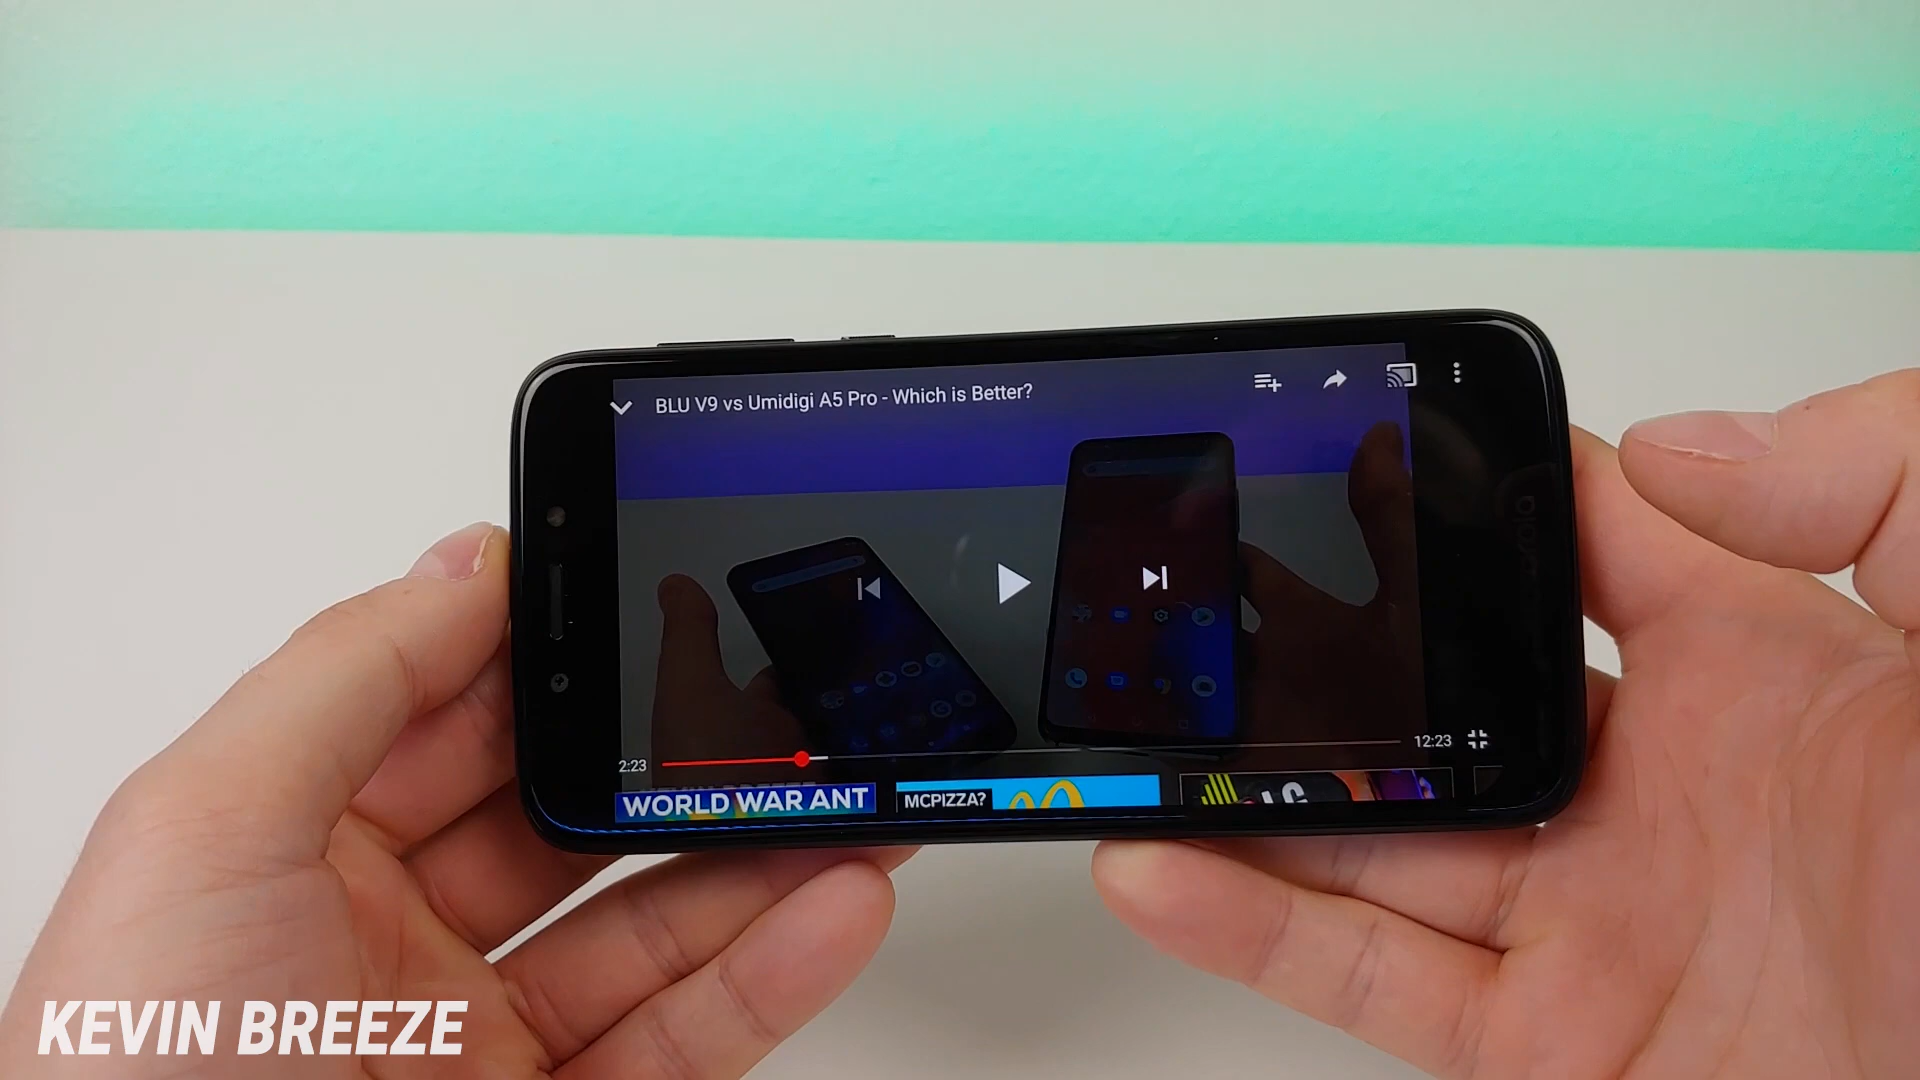 BLU V9 vs Umidigi A5 Pro - Which is Better?
2:23
12:23
WORLD WAR ANT
MCPIZZA?
KEVIN BREEZE